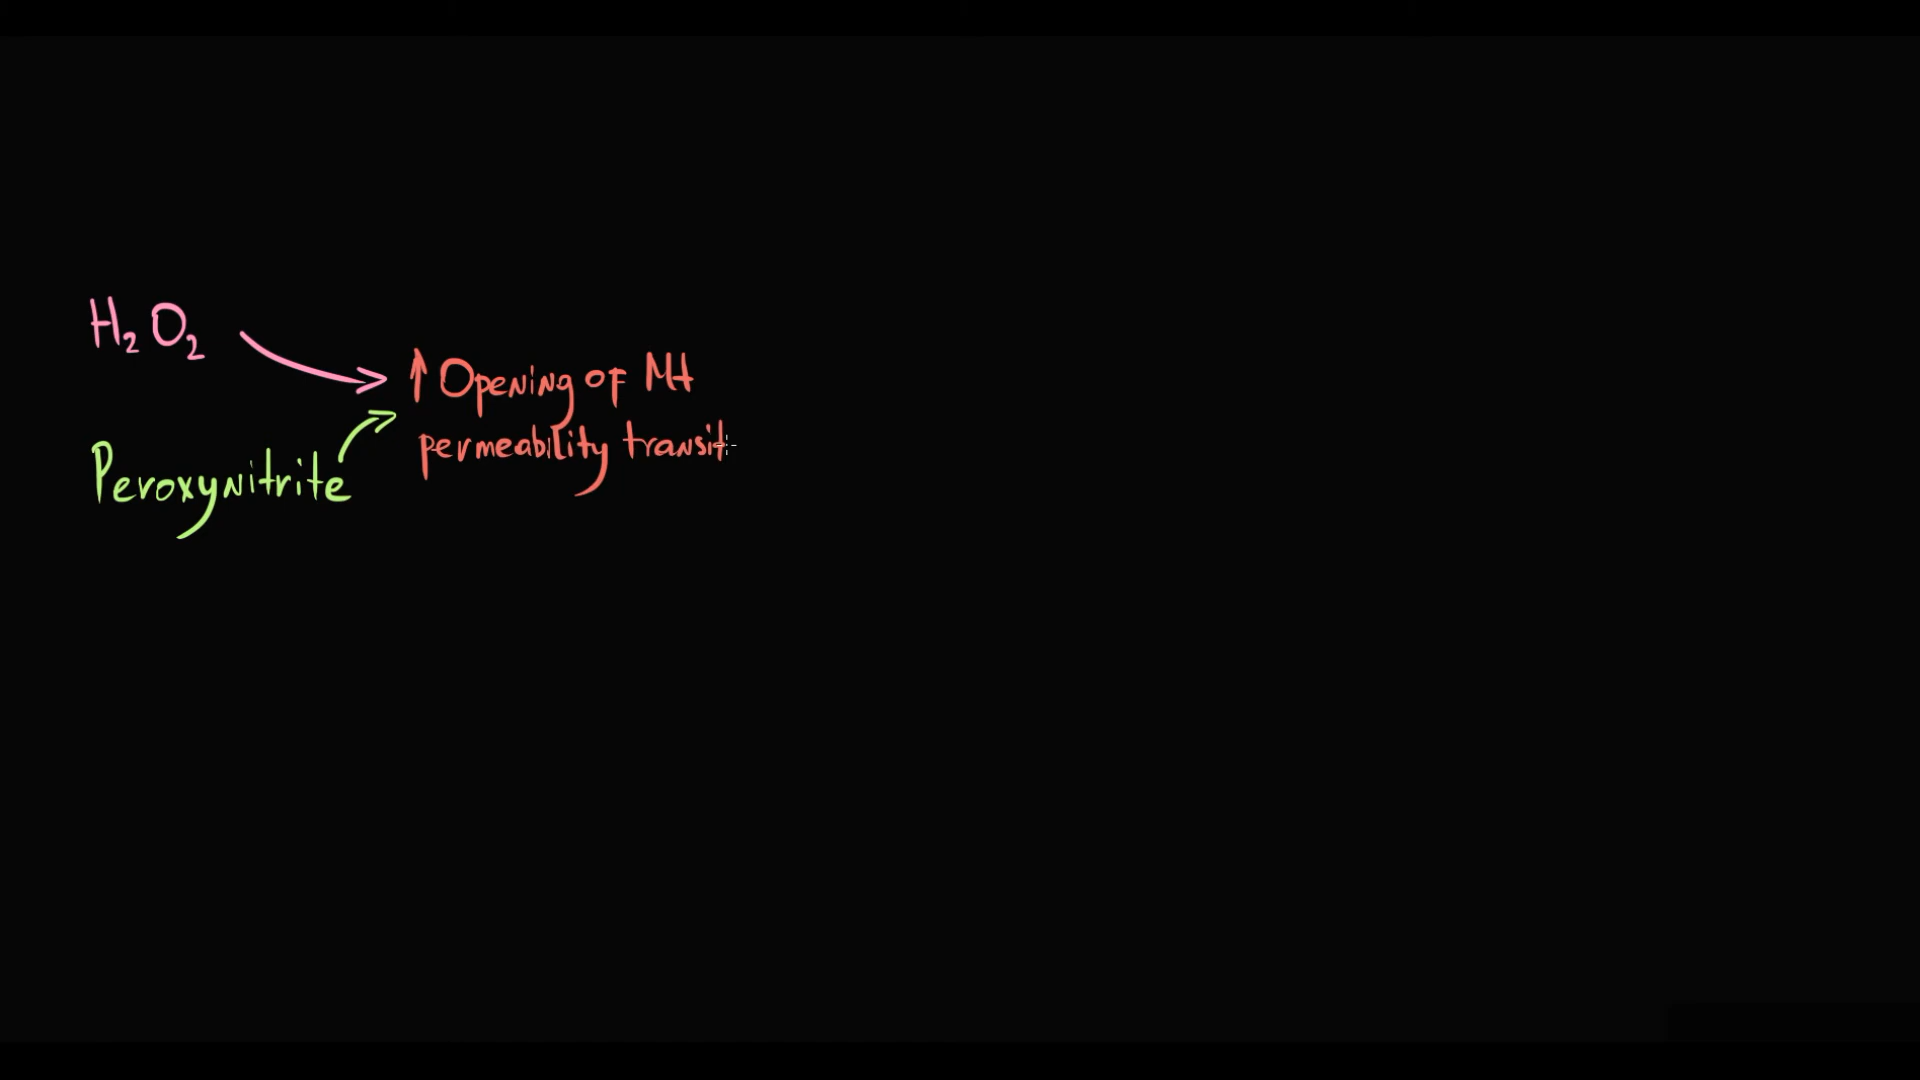 H₂O₂
↑ Opening of Mt
permeability transit
Peroxynitrite